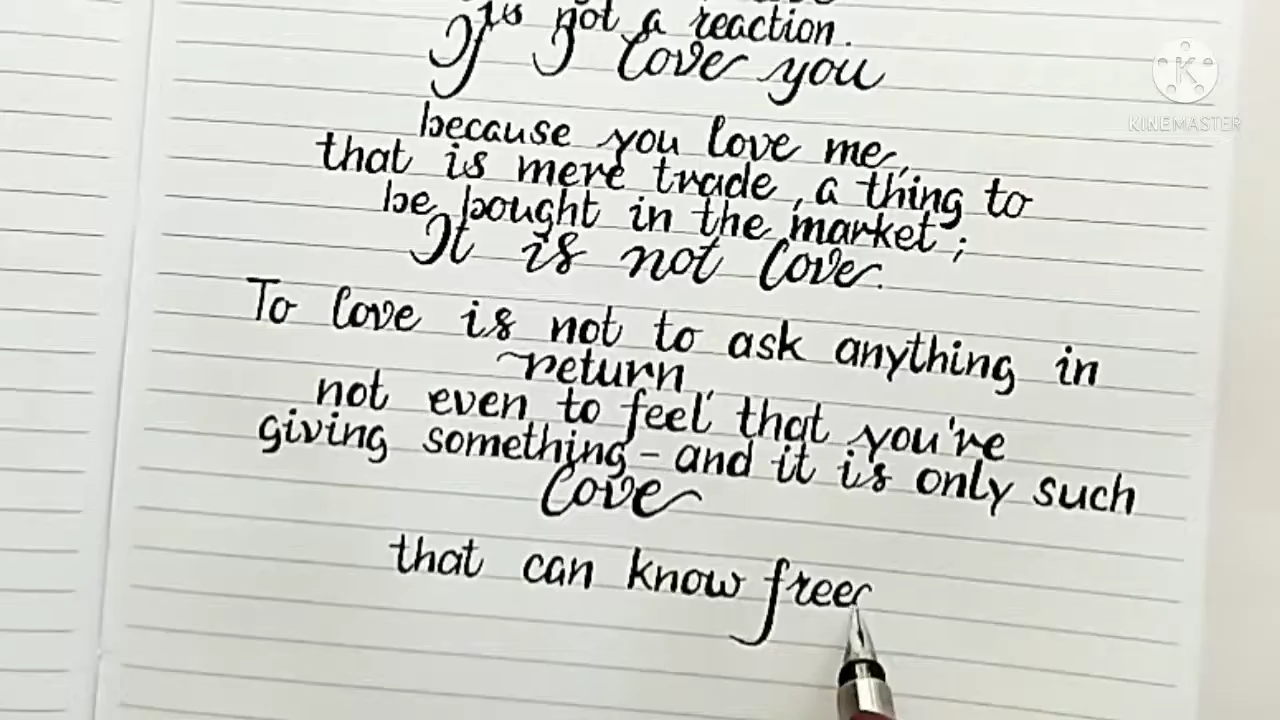 is not a reaction.
If I love you
because you love me,
that is mere trade, a thing to
be bought in the market;
It is not love.
To love is not to ask anything in
return,
not even to feel that you're
giving something - and it is only such
love
that can know free
KINEMASTER